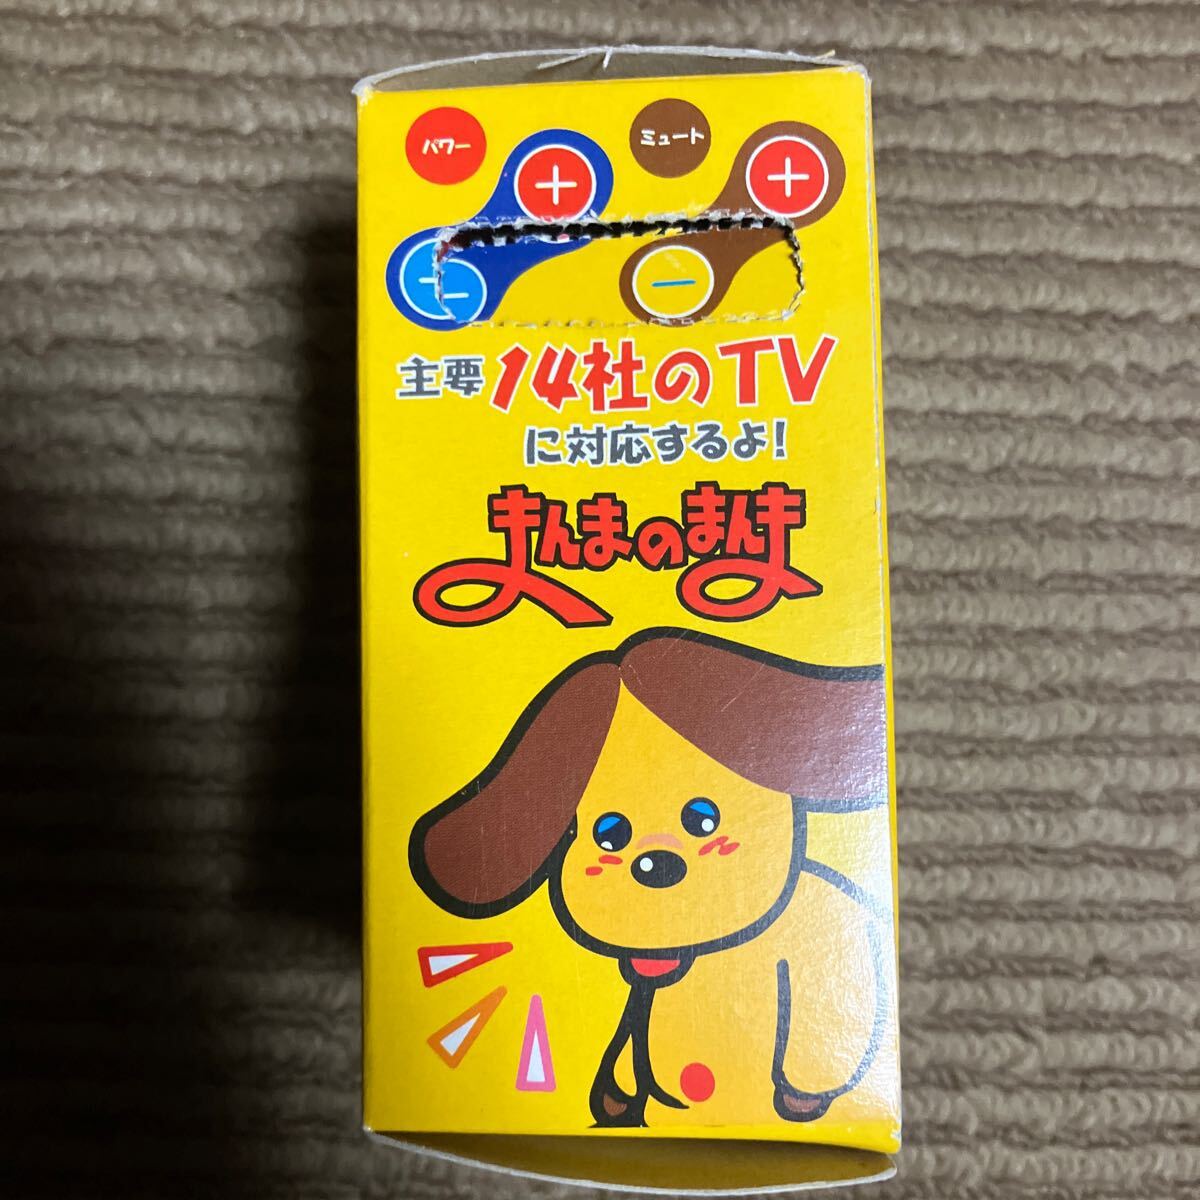 パワー
ミュート
主要14社のTV
に対応するよ!
まんまのまんま